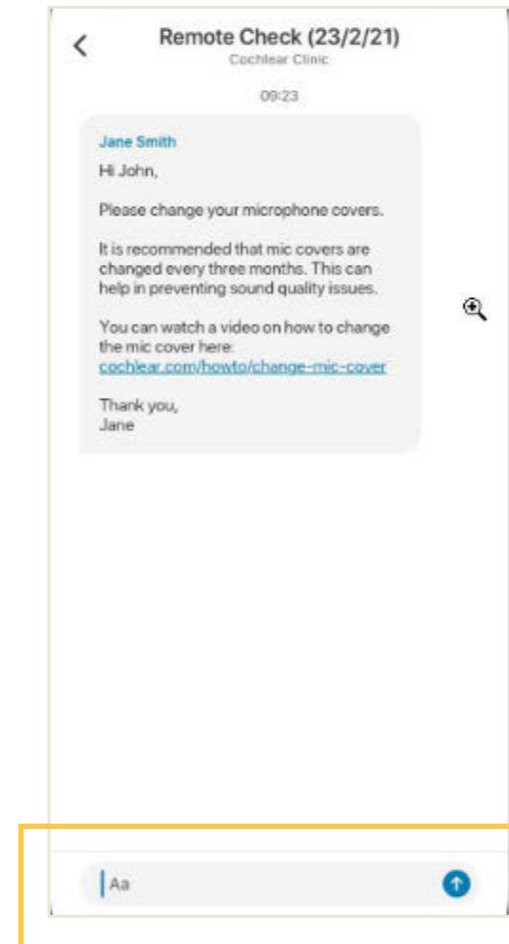 Remote Check (23/2/21)
Cochlear Clinic
09:23
Jane Smith
Hi John,
Please change your microphone covers.
It is recommended that mic covers are
changed every three months. This can
help in preventing sound quality issues.
You can watch a video on how to change
the mic cover here:
cochlear.com/howto/change-mic-cover
Thank you,
Jane
Aa